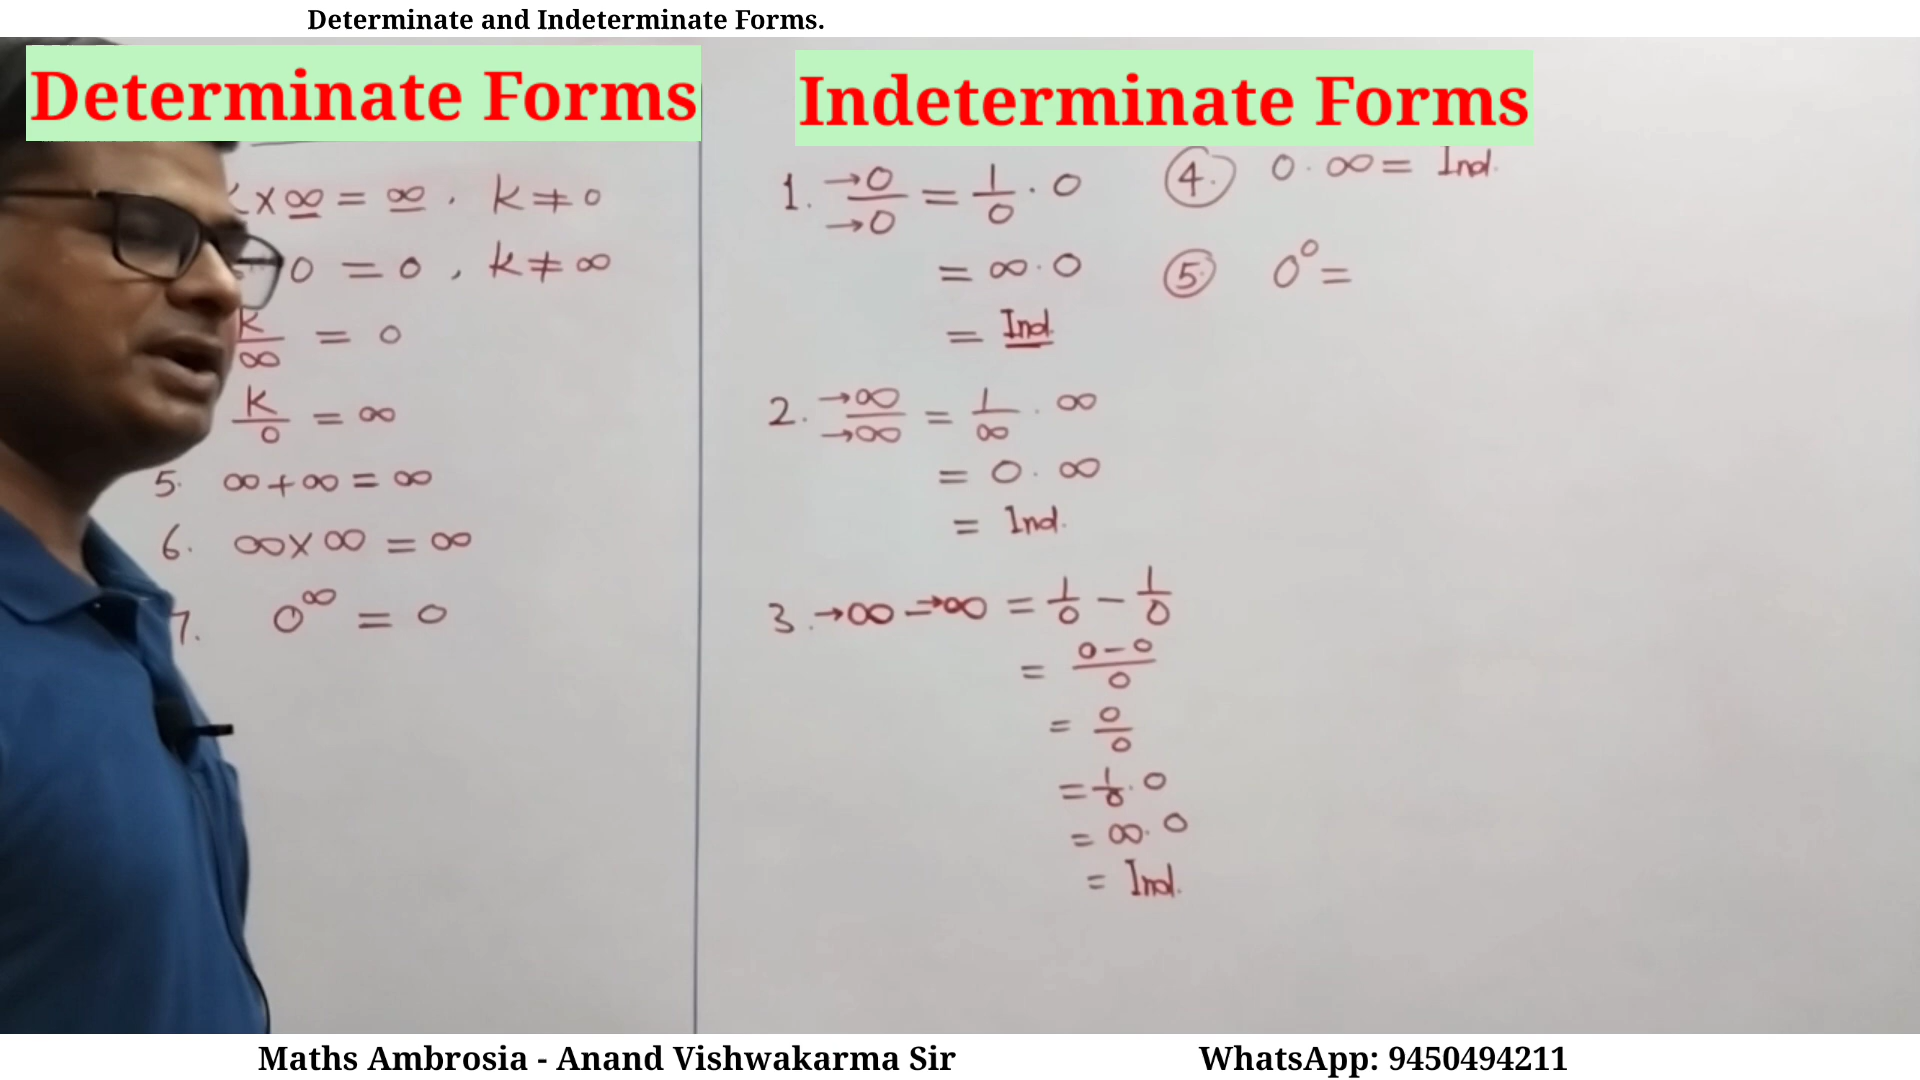 Determinate and Indeterminate Forms.
Determinate Forms
x ∞ = ∞ . k ≠ 0
0 = 0 , k ≠ ∞
k/∞ = 0
k/0 = ∞
5. ∞ + ∞ = ∞
6. ∞ x ∞ = ∞
7. 0^∞ = 0
Indeterminate Forms
1. →0/→0 = 1/0 . 0
= ∞ . 0
= Ind.
2. →∞/→∞ = 1/∞ . ∞
= 0 . ∞
= Ind.
3. →∞ - →∞ = 1/0 - 1/0
= 0-0/0
= 0/0
= 1/0 . 0
= ∞ . 0
= Ind.
4. 0 . ∞ = Ind.
5. 0^0 =
Maths Ambrosia - Anand Vishwakarma Sir
WhatsApp: 9450494211